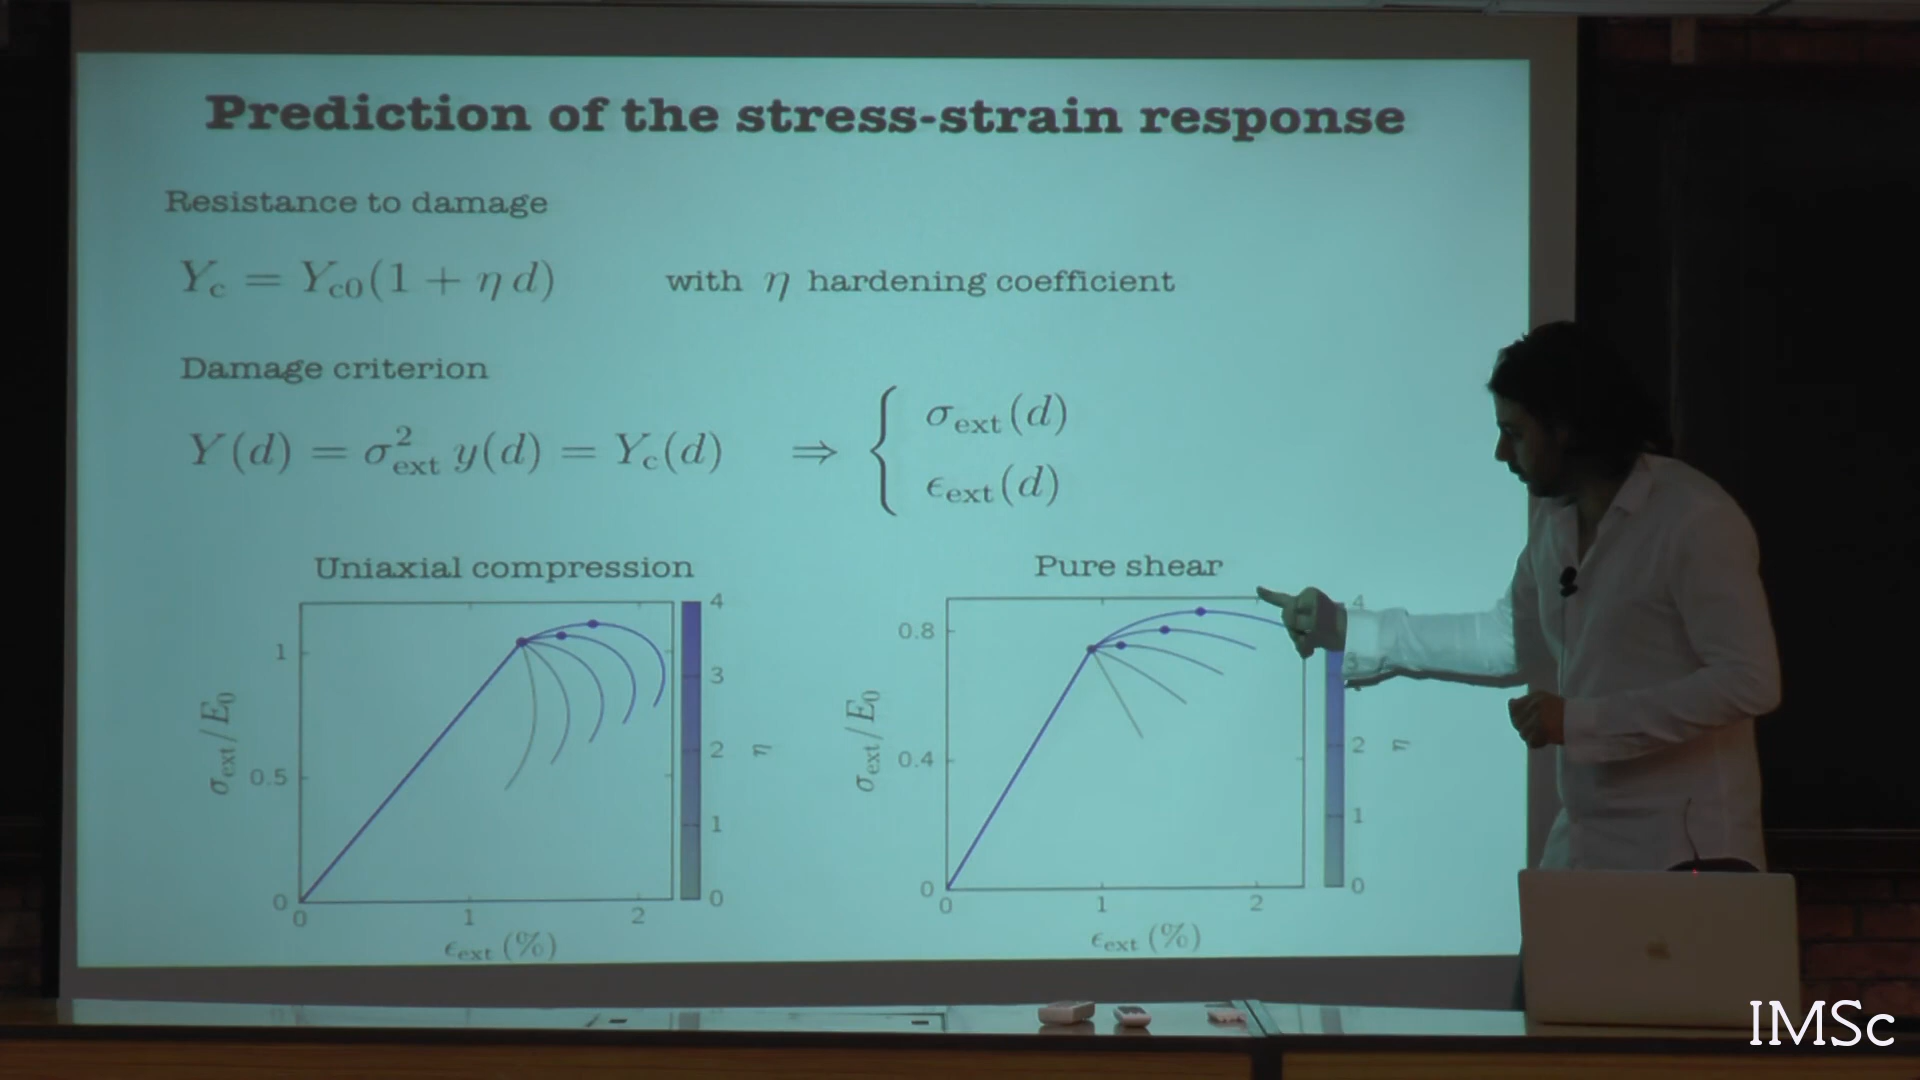 Prediction of the stress-strain response
Resistance to damage
Y_c = Y_c0(1 + η d) with η hardening coefficient
Damage criterion
Y(d) = σ²_ext y(d) = Y_c(d) ⇒ { σ_ext(d)
ϵ_ext(d)
Uniaxial compression
1
0.5
0
σ_ext/E_0
0 1 2
ϵ_ext (%)
4
3
2
1
0
η
Pure shear
0.8
0.4
0
σ_ext/E_0
0 1 2
ϵ_ext (%)
4
3
2
1
0
η
IMSc